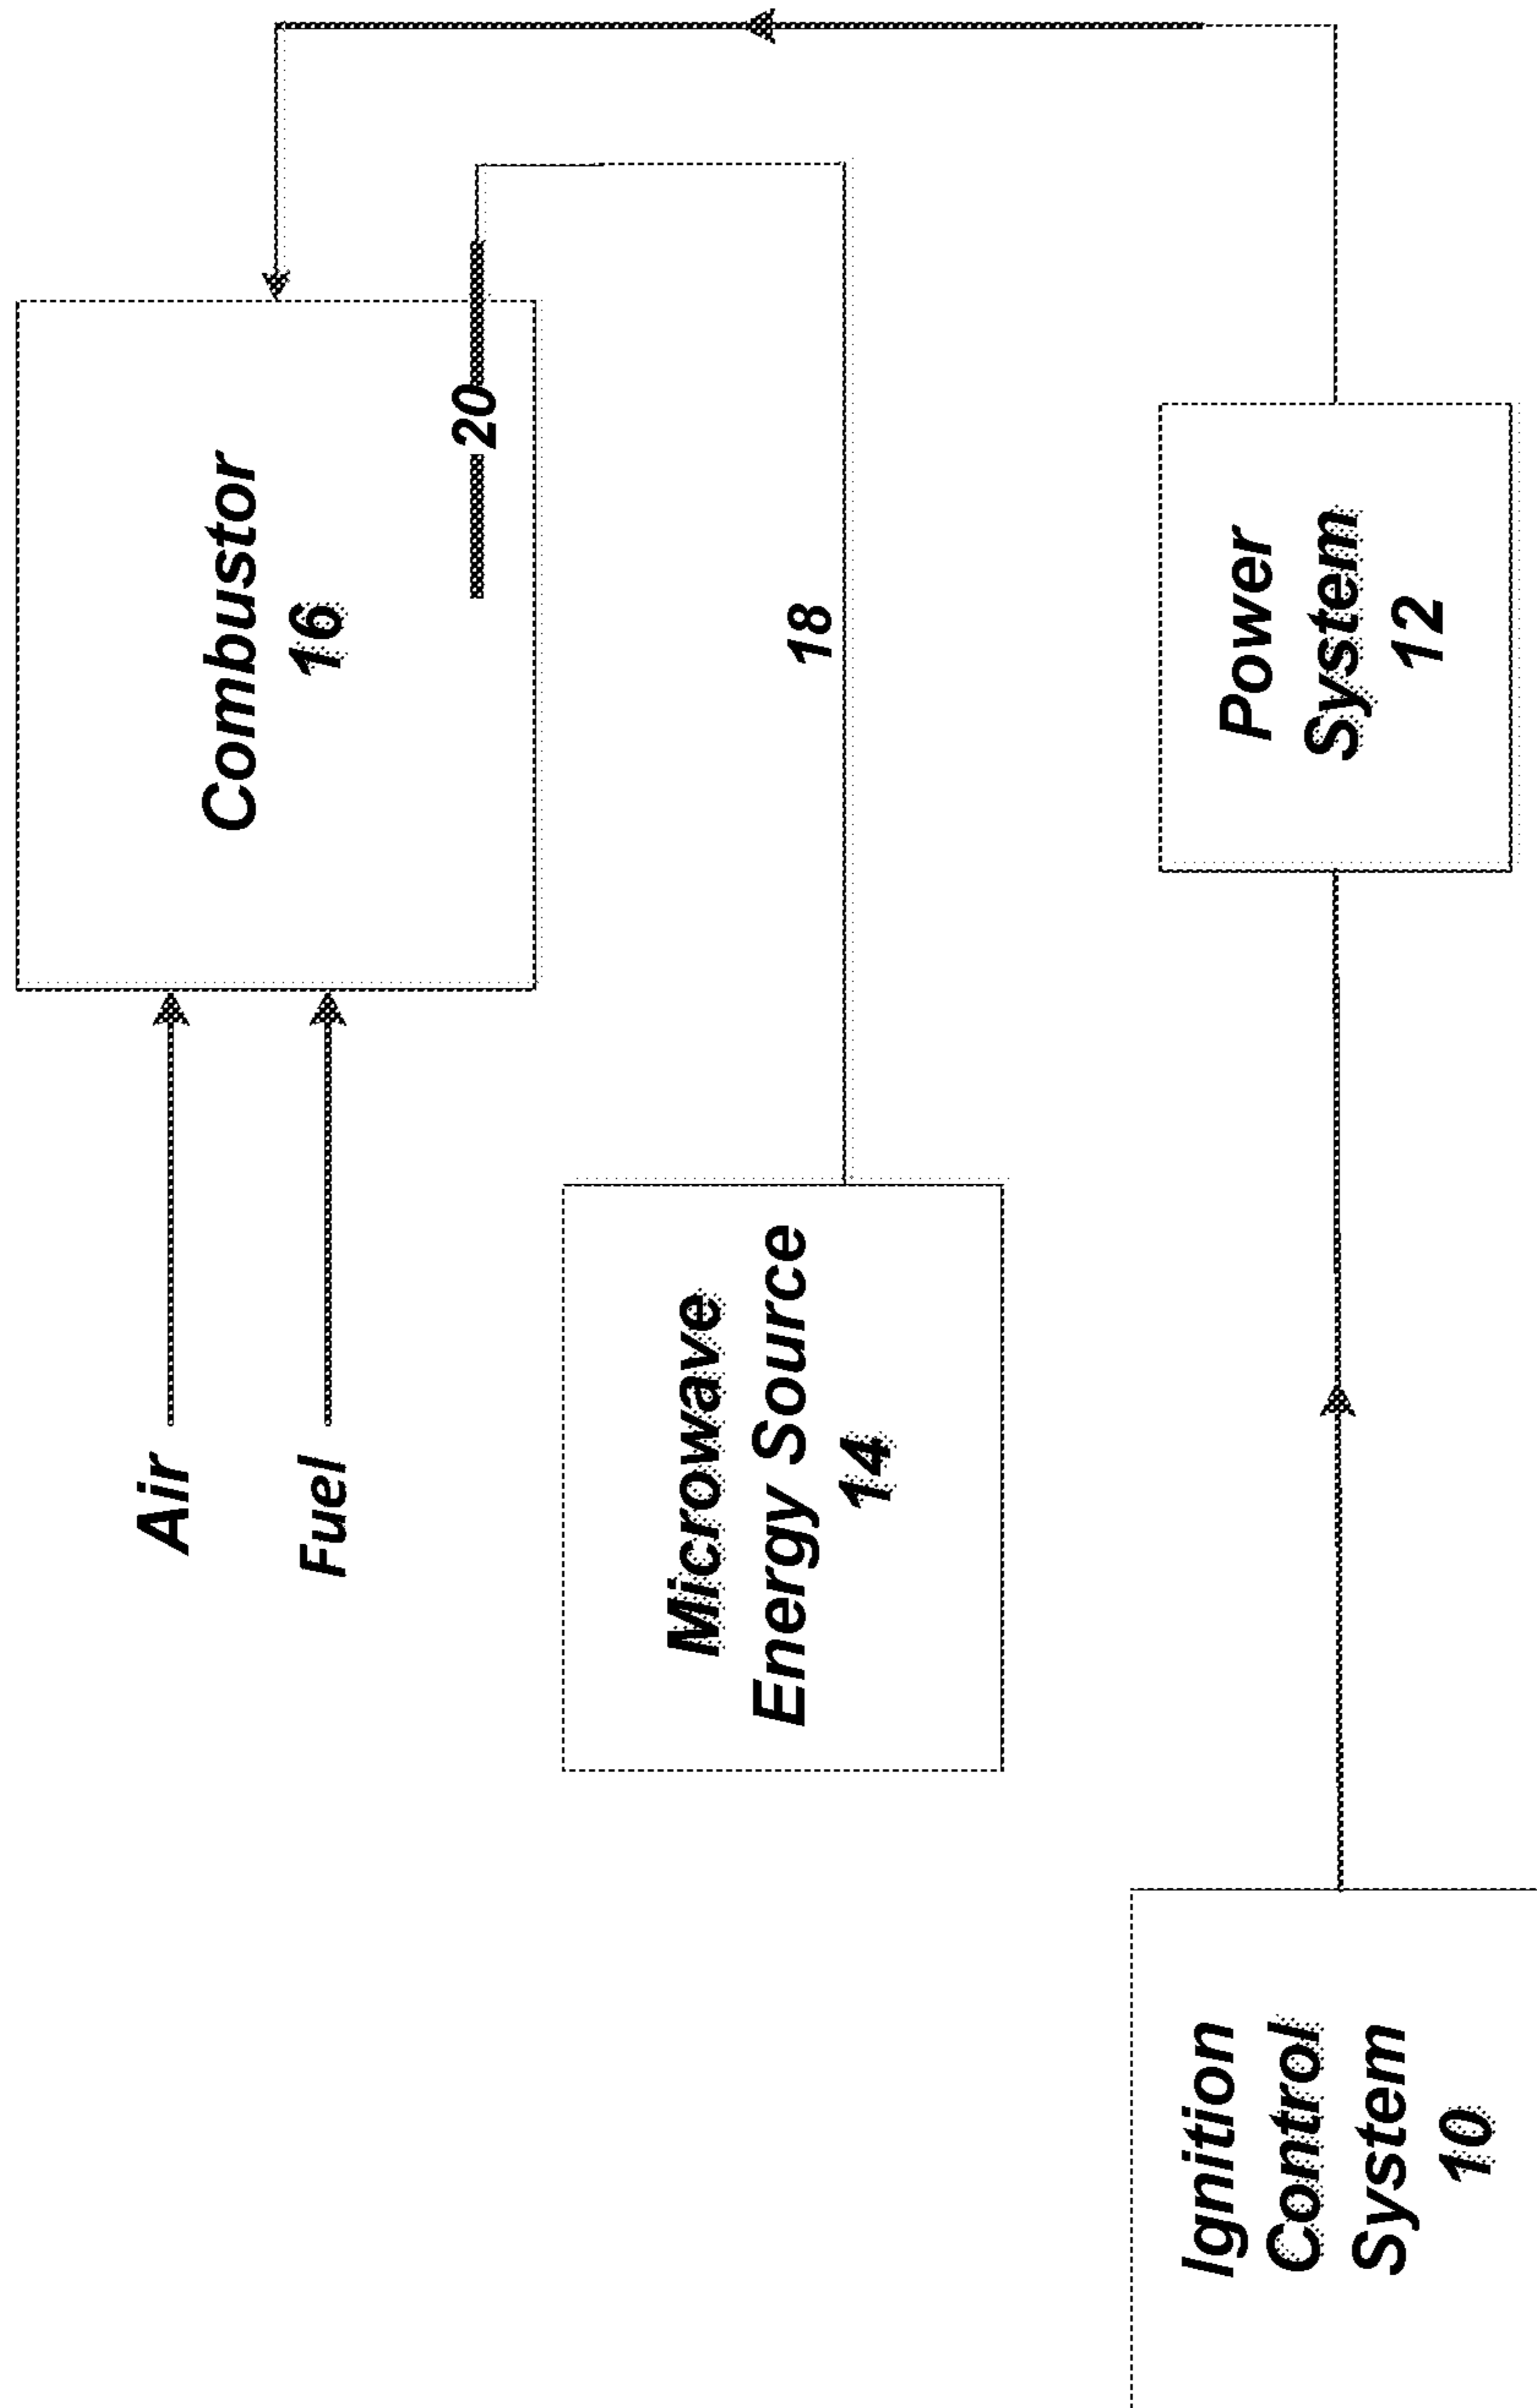 Air
Fuel
Combustor
16
20
18
Microwave
Energy Source
14
Ignition
Control
System
10
Power
System
12